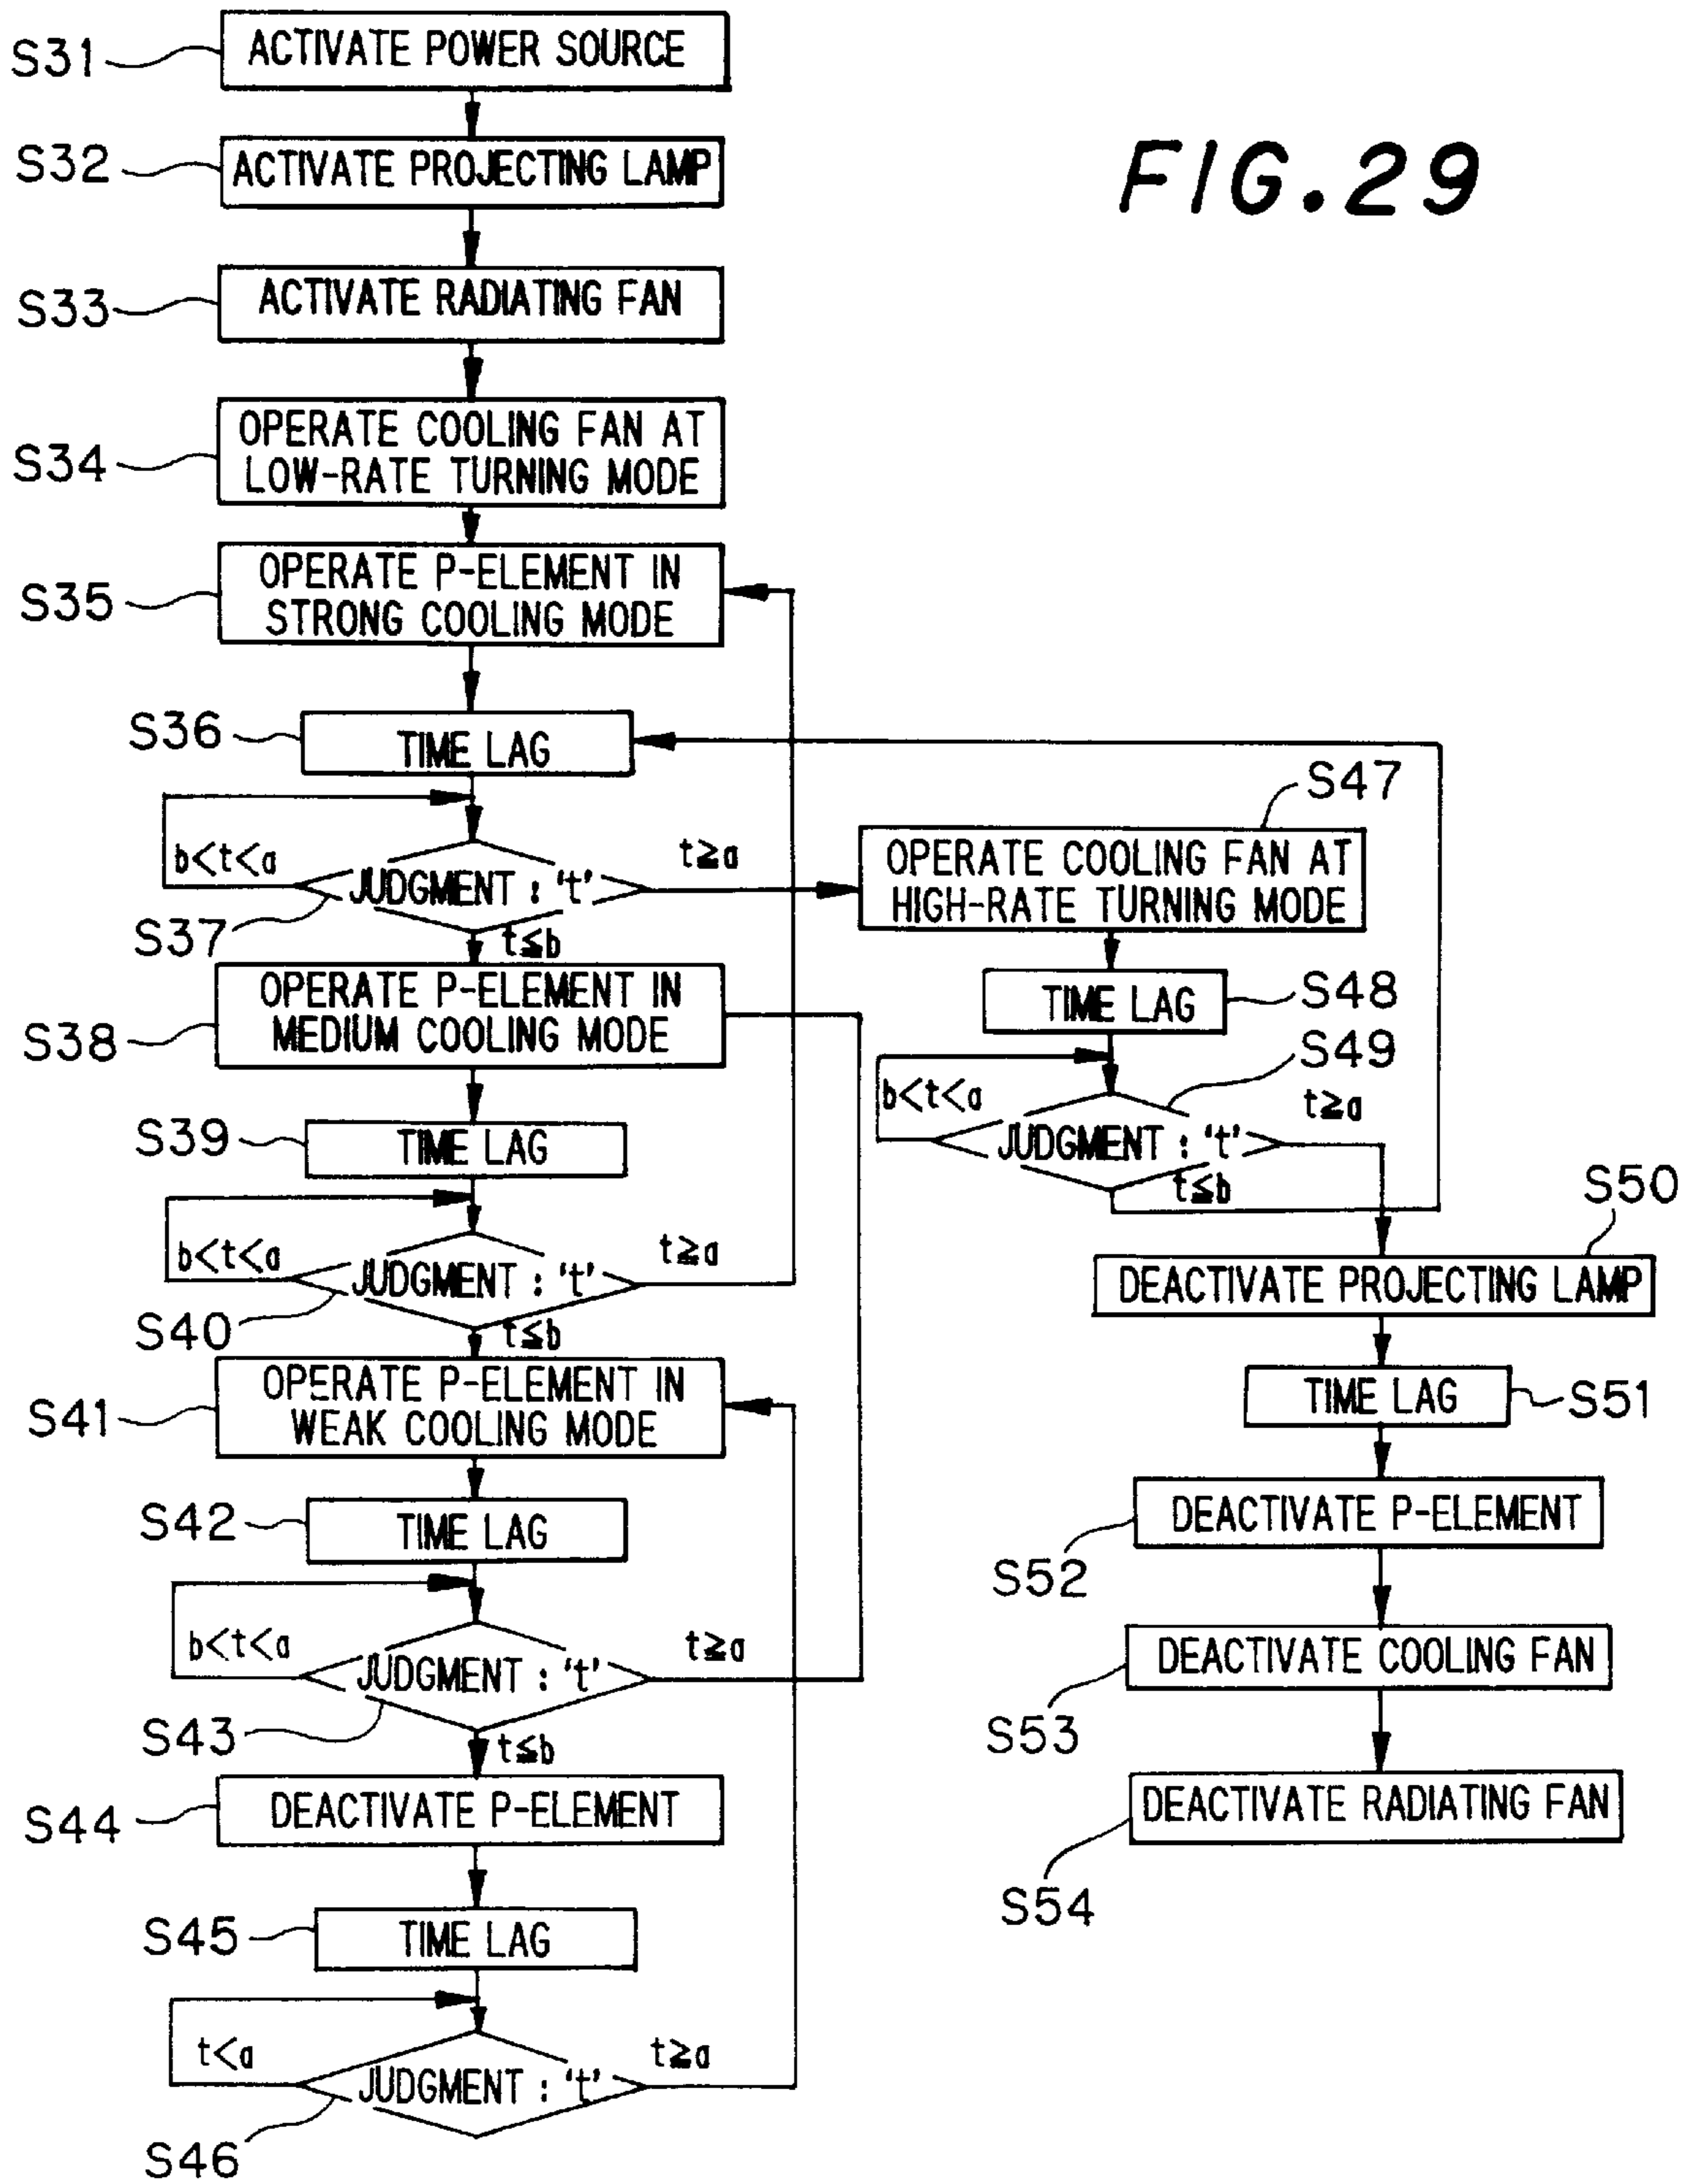 FIG.29
S31
ACTIVATE POWER SOURCE
S32
ACTIVATE PROJECTING LAMP
S33
ACTIVATE RADIATING FAN
S34
OPERATE COOLING FAN AT
LOW-RATE TURNING MODE
S35
OPERATE P-ELEMENT IN
STRONG COOLING MODE
S36
TIME LAG
b<t<a
JUDGMENT : 't'
t≧a
S37
t≦b
S38
OPERATE P-ELEMENT IN
MEDIUM COOLING MODE
S39
TIME LAG
b<t<a
JUDGMENT : 't'
t≧a
S40
t≦b
S41
OPERATE P-ELEMENT IN
WEAK COOLING MODE
S42
TIME LAG
b<t<a
JUDGMENT : 't'
t≧a
S43
t≦b
S44
DEACTIVATE P-ELEMENT
S45
TIME LAG
t<a
JUDGMENT : 't'
t≧a
S46
S47
OPERATE COOLING FAN AT
HIGH-RATE TURNING MODE
TIME LAG
S48
S49
b<t<a
JUDGMENT : 't'
t≧a
t≦b
S50
DEACTIVATE PROJECTING LAMP
TIME LAG
S51
DEACTIVATE P-ELEMENT
S52
DEACTIVATE COOLING FAN
S53
DEACTIVATE RADIATING FAN
S54